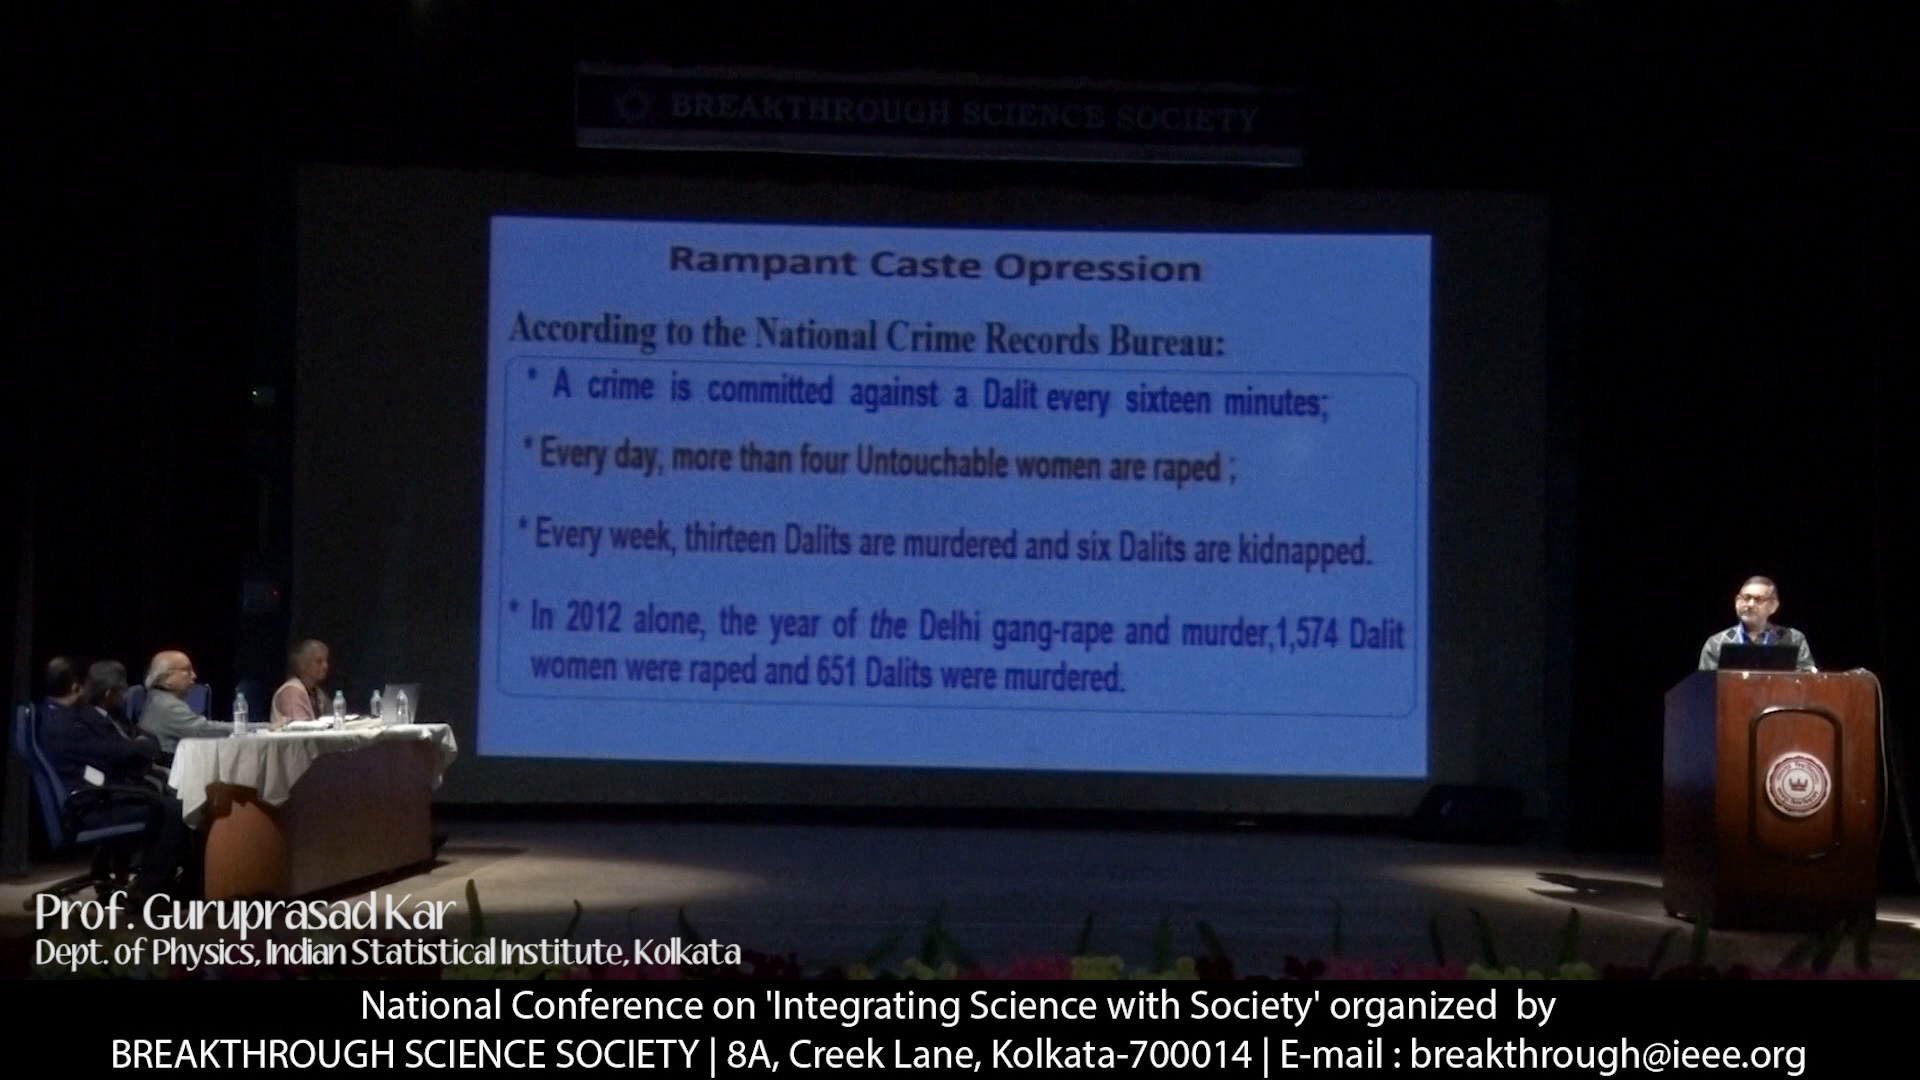 BREAKTHROUGH SCIENCE SOCIETY
Rampant Caste Opression
According to the National Crime Records Bureau:
* A crime is committed against a Dalit every sixteen minutes;
* Every day, more than four Untouchable women are raped ;
* Every week, thirteen Dalits are murdered and six Dalits are kidnapped.
* In 2012 alone, the year of the Delhi gang-rape and murder,1,574 Dalit
women were raped and 651 Dalits were murdered.
Prof. Guruprasad Kar
Dept. of Physics, Indian Statistical Institute, Kolkata
National Conference on 'Integrating Science with Society' organized by
BREAKTHROUGH SCIENCE SOCIETY | 8A, Creek Lane, Kolkata-700014 | E-mail : breakthrough@ieee.org